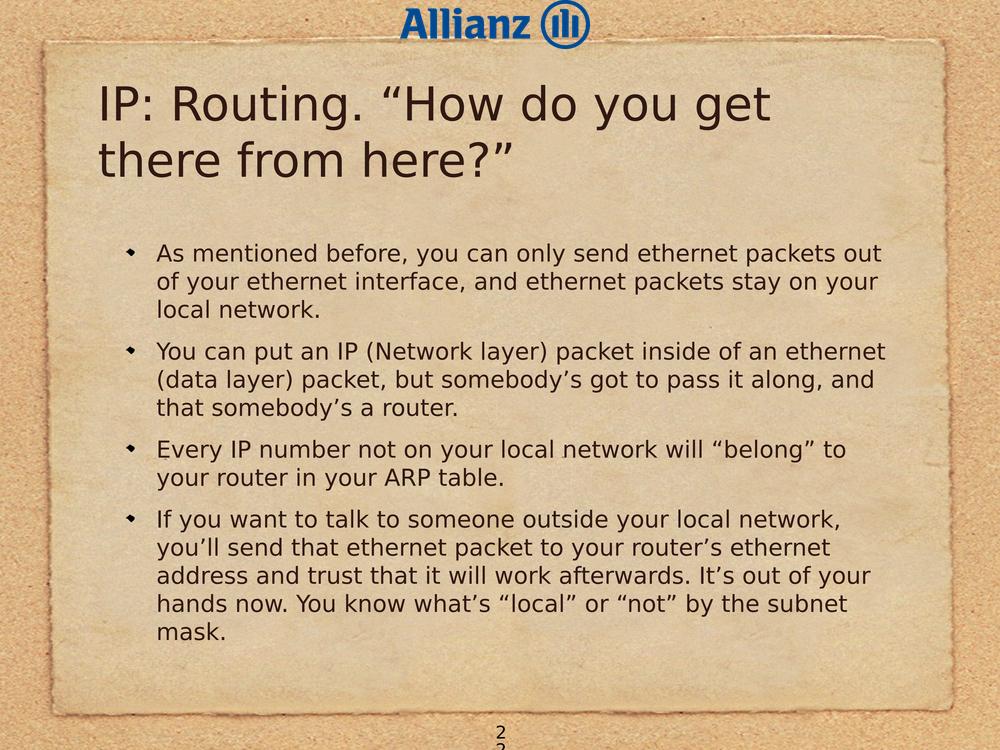 Allianz
IP: Routing. “How do you get
there from here?”
As mentioned before, you can only send ethernet packets out
of your ethernet interface, and ethernet packets stay on your
local network.
You can put an IP (Network layer) packet inside of an ethernet
(data layer) packet, but somebody’s got to pass it along, and
that somebody’s a router.
Every IP number not on your local network will “belong” to
your router in your ARP table.
If you want to talk to someone outside your local network,
you’ll send that ethernet packet to your router’s ethernet
address and trust that it will work afterwards. It’s out of your
hands now. You know what’s “local” or “not” by the subnet
mask.
2
2